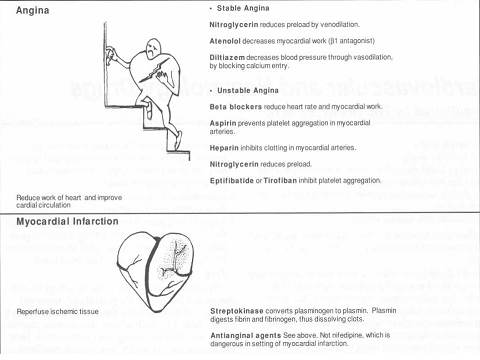 Angina
• Stable Angina
Nitroglycerin reduces preload by venodilation.
Atenolol decreases myocardial work (β1 antagonist)
Diltiazem decreases blood pressure through vasodilation,
by blocking calcium entry.
• Unstable Angina
Beta blockers reduce heart rate and myocardial work.
Aspirin prevents platelet aggregation in myocardial
arteries.
Heparin inhibits clotting in myocardial arteries.
Nitroglycerin reduces preload.
Eptifibatide or Tirofiban inhibit platelet aggregation.
Reduce work of heart and improve
cardial circulation
Myocardial Infarction
Reperfuse ischemic tissue
Streptokinase converts plasminogen to plasmin. Plasmin
digests fibrin and fibrinogen, thus dissolving clots.
Antianginal agents See above. Not nifedipine, which is
dangerous in setting of myocardial infarction.